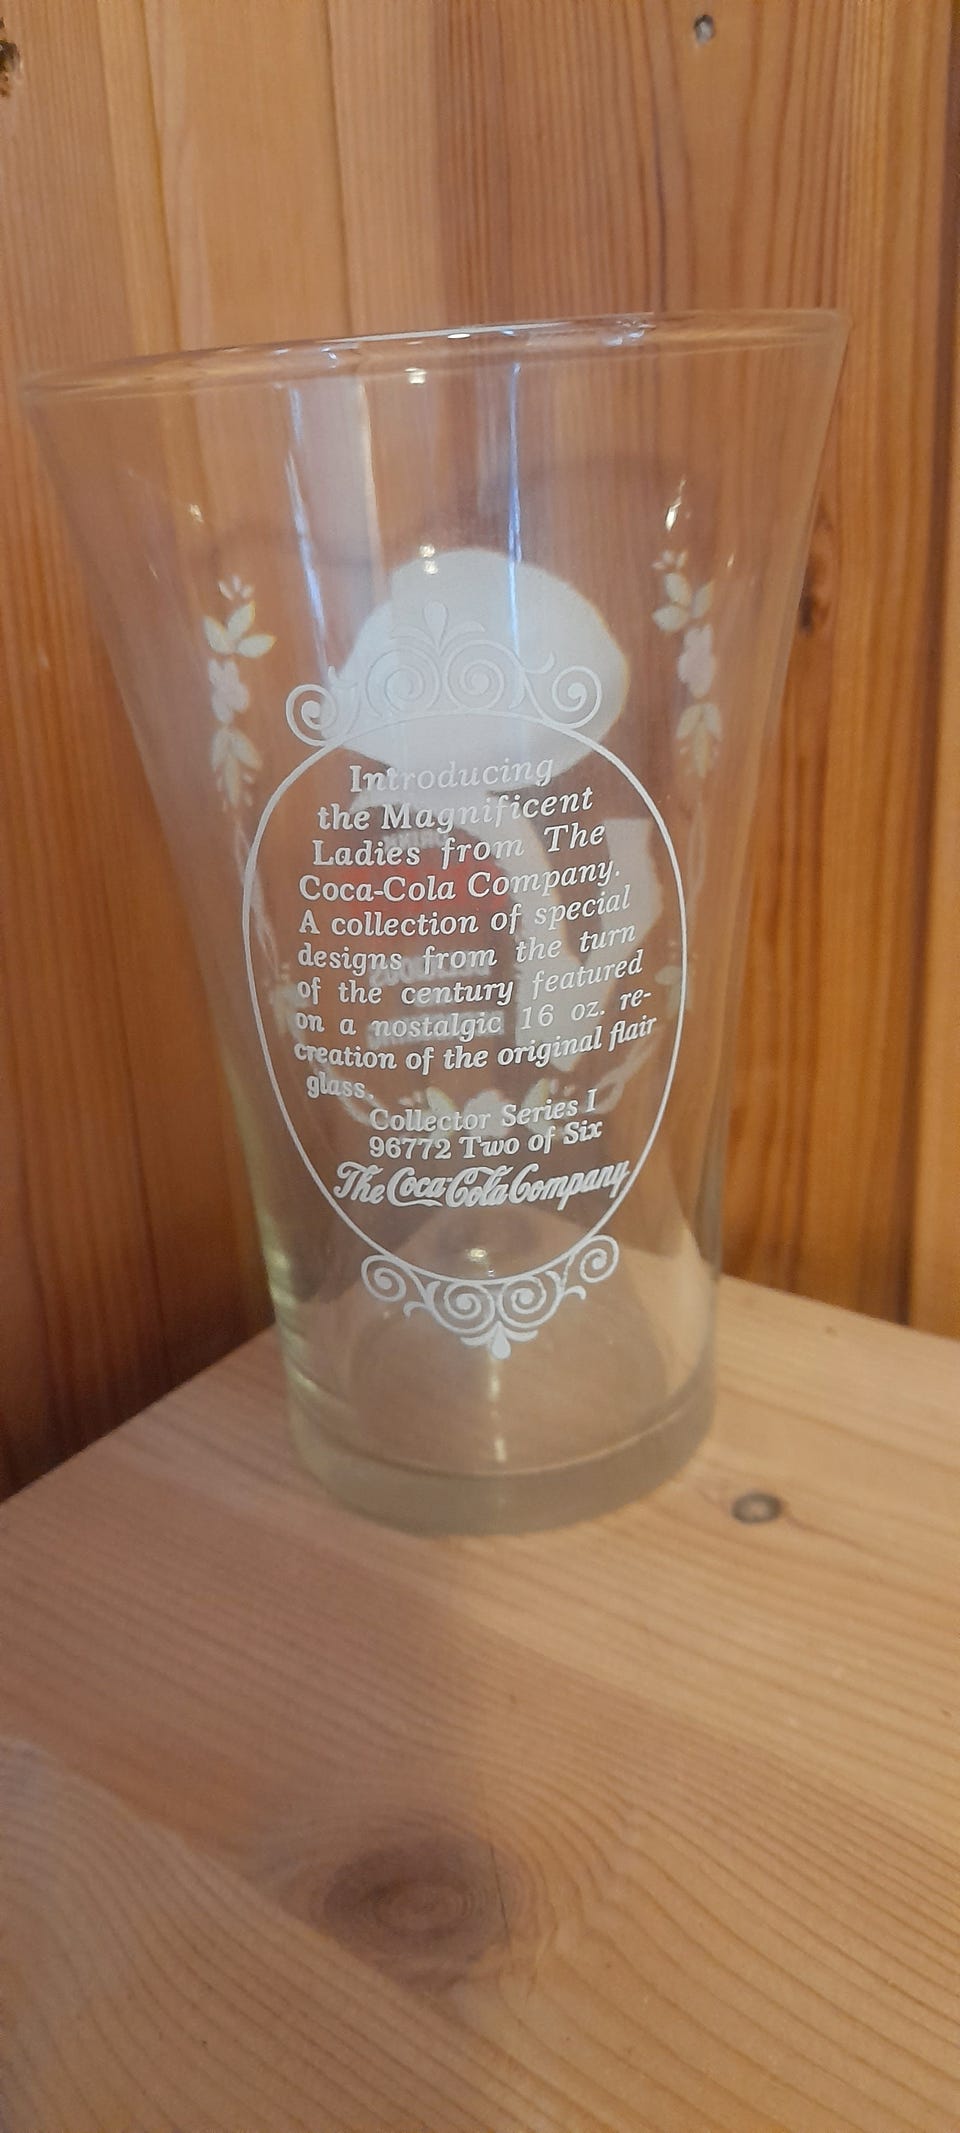 Introducing
the Magnificent
Ladies from The
Coca-Cola Company.
A collection of special
designs from the turn
of the century featured
on a nostalgic 16 oz. re-
creation of the original flair
glass.
Collector Series I
96772 Two of Six
The Coca-Cola Company